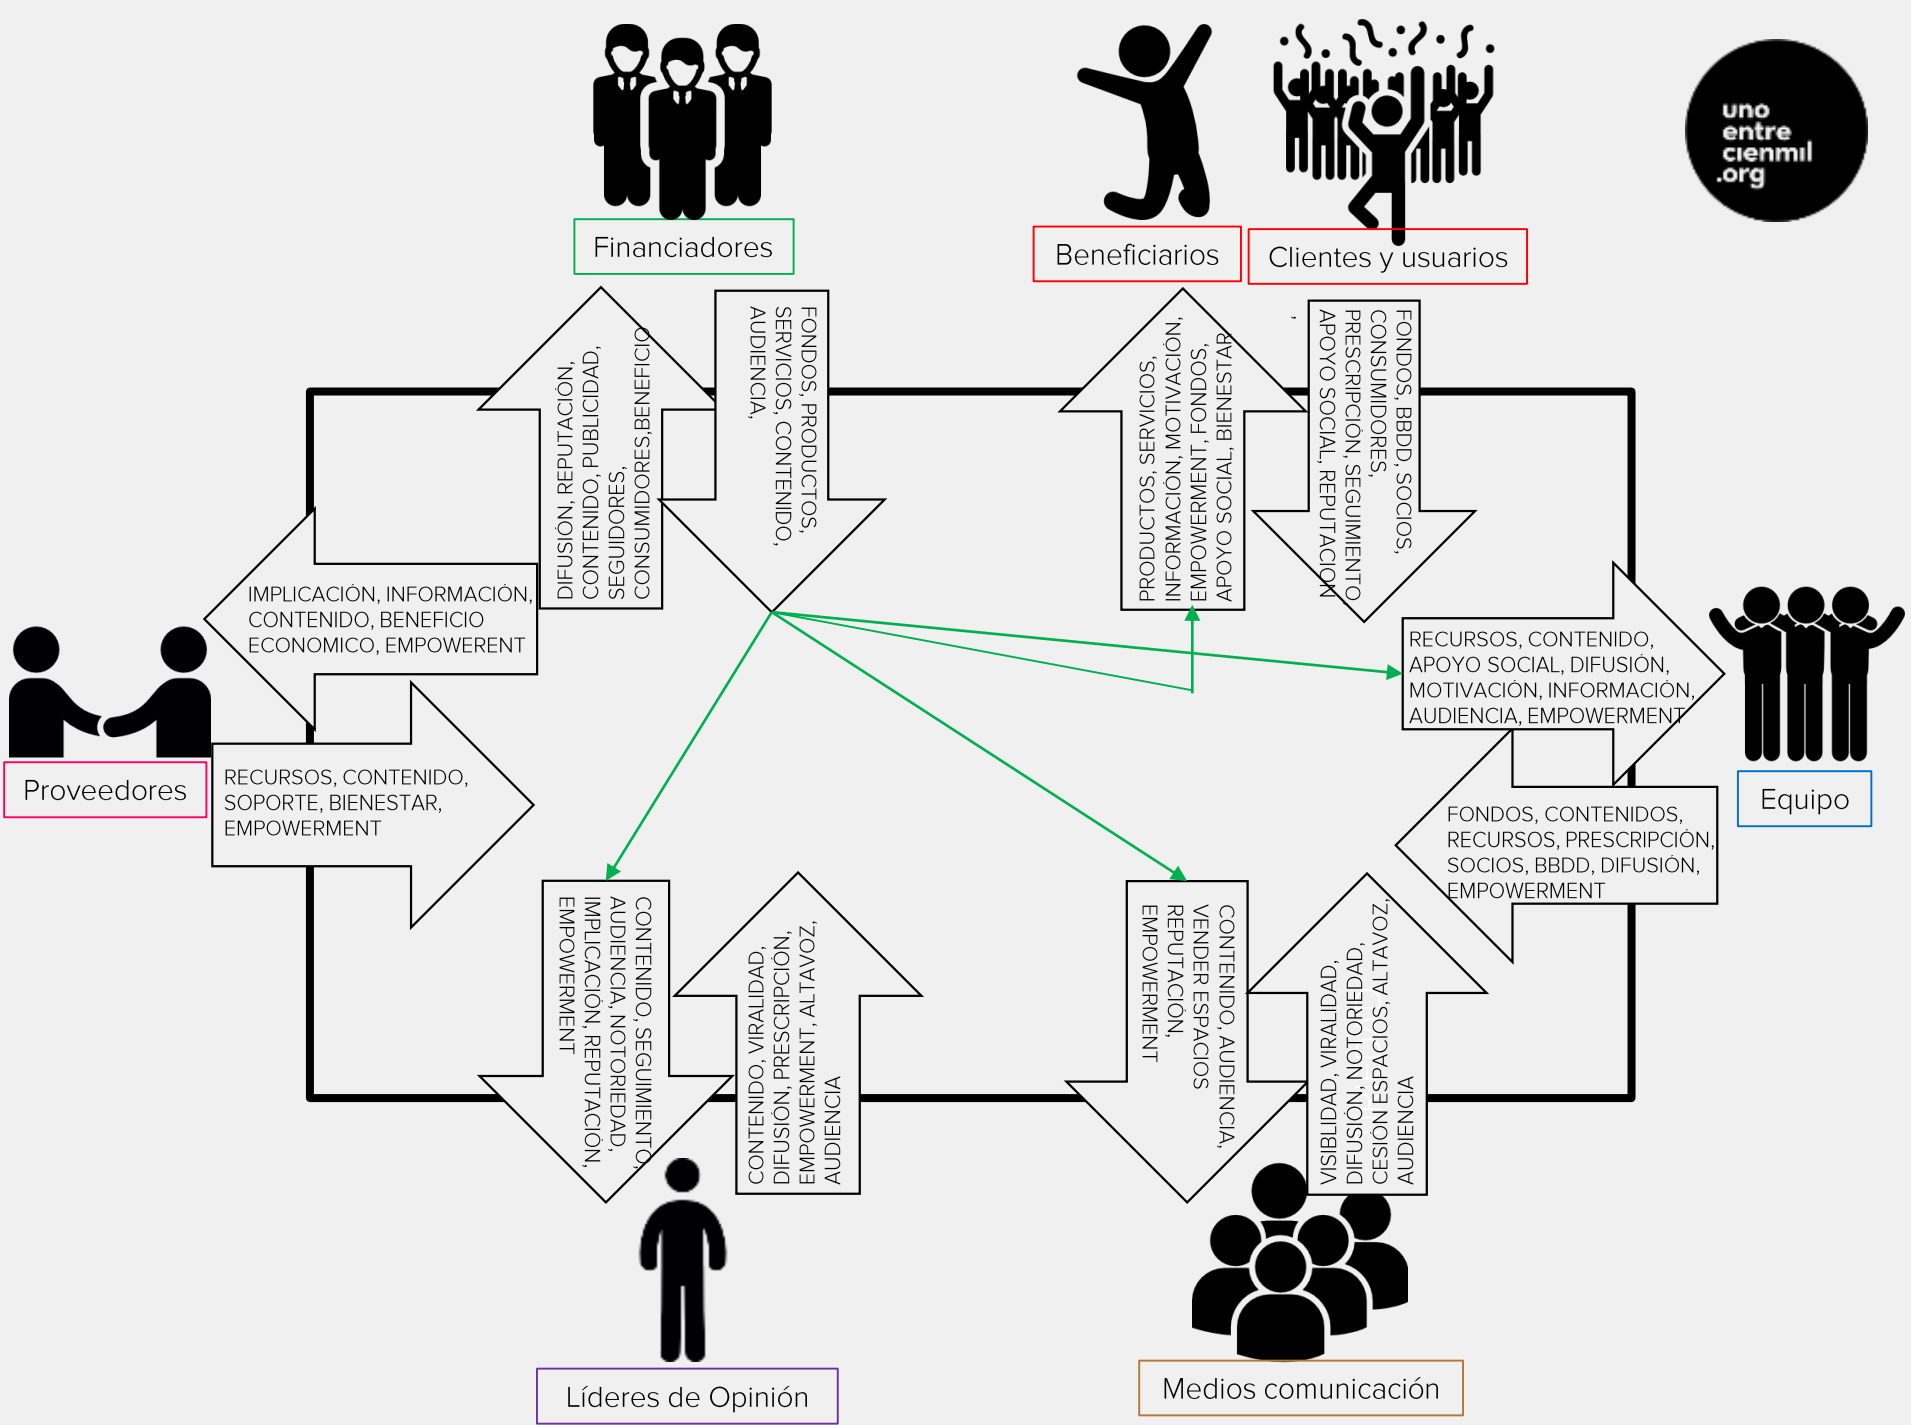 uno
entre
cienmil
.org
Financiadores
Beneficiarios
Clientes y usuarios
DIFUSIÓN, REPUTACIÓN,
CONTENIDO, PUBLICIDAD,
SEGUIDORES,
CONSUMIDORES,BENEFICIO
FONDOS, PRODUCTOS,
SERVICIOS, CONTENIDO,
AUDIENCIA,
PRODUCTOS, SERVICIOS,
INFORMACIÓN, MOTIVACIÓN,
EMPOWERMENT, FONDOS,
APOYO SOCIAL, BIENESTAR
FONDOS, BBDD, SOCIOS,
CONSUMIDORES,
PRESCRIPCIÓN, SEGUIMIENTO
APOYO SOCIAL, REPUTACION
,
IMPLICACIÓN, INFORMACIÓN,
CONTENIDO, BENEFICIO
ECONOMICO, EMPOWERENT
Proveedores
RECURSOS, CONTENIDO,
SOPORTE, BIENESTAR,
EMPOWERMENT
RECURSOS, CONTENIDO,
APOYO SOCIAL, DIFUSIÓN,
MOTIVACIÓN, INFORMACIÓN,
AUDIENCIA, EMPOWERMENT
Equipo
FONDOS, CONTENIDOS,
RECURSOS, PRESCRIPCIÓN,
SOCIOS, BBDD, DIFUSIÓN,
EMPOWERMENT
CONTENIDO, SEGUIMIENTO,
AUDIENCIA, NOTORIEDAD,
IMPLICACIÓN, REPUTACIÓN,
EMPOWERMENT
CONTENIDO, VIRALIDAD,
DIFUSIÓN, PRESCRIPCIÓN,
EMPOWERMENT, ALTAVOZ,
AUDIENCIA
CONTENIDO, AUDIENCIA,
VENDER ESPACIOS
REPUTACIÓN,
EMPOWERMENT
VISIBLIDAD, VIRALIDAD,
DIFUSIÓN, NOTORIEDAD,
CESIÓN ESPACIOS, ALTAVOZ,
AUDIENCIA
Líderes de Opinión
Medios comunicación